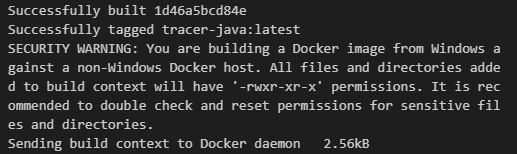 Successfully built 1d46a5bcd84e
Successfully tagged tracer-java:latest
SECURITY WARNING: You are building a Docker image from Windows a
gainst a non-Windows Docker host. All files and directories adde
d to build context will have '-rwxr-xr-x' permissions. It is rec
ommended to double check and reset permissions for sensitive fil
es and directories.
Sending build context to Docker daemon   2.56kB